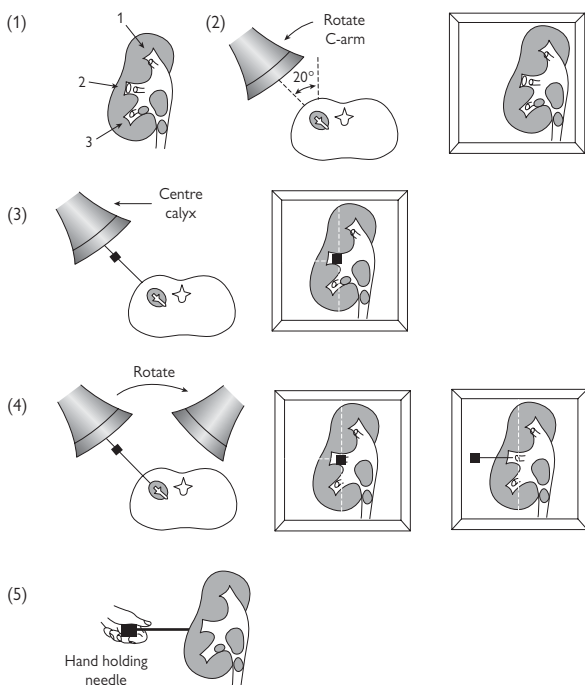 (1)
1
2
3
(2)
Rotate
C-arm
20°
(3)
Centre
calyx
(4)
Rotate
(5)
Hand holding
needle